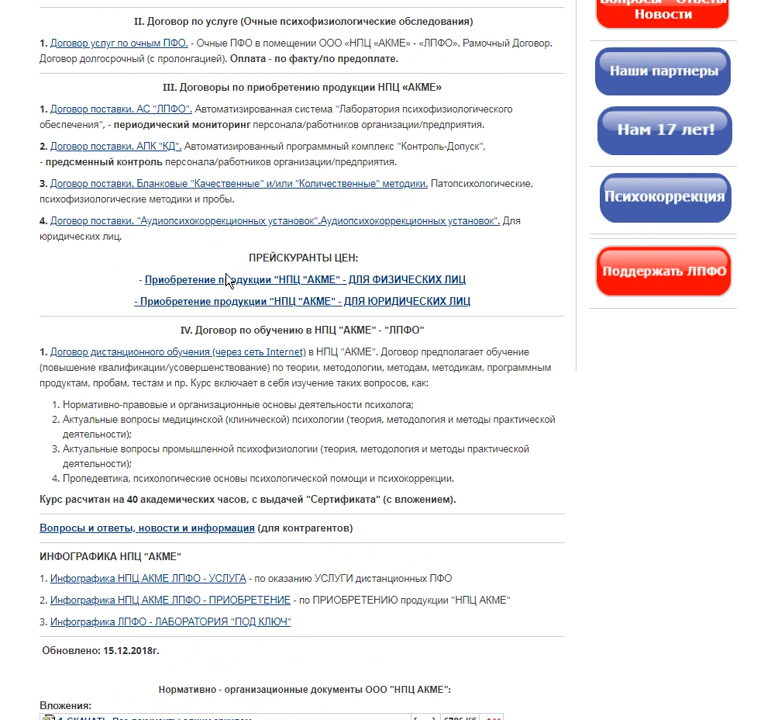 II. Договор по услуге (Очные психофизиологические обследования)
1. Договор услуг по очным ПФО. - Очные ПФО в помещении ООО «НПЦ «АКМЕ» - «ЛПФО». Рамочный Договор.
Договор долгосрочный (с пролонгацией). Оплата - по факту/по предоплате.
III. Договоры по приобретению продукции НПЦ «АКМЕ»
1. Договор поставки. АС "ЛПФО". Автоматизированная система "Лаборатория психофизиологического
обеспечения", - периодический мониторинг персонала/работников организации/предприятия.
2. Договор поставки. АПК "КД". Автоматизированный программный комплекс "Контроль-Допуск",
- предсменный контроль персонала/работников организации/предприятия.
3. Договор поставки. Бланковые "Качественные" и/или "Количественные" методики. Патопсихологические,
психофизиологические методики и пробы.
4. Договор поставки. "Аудиопсихокоррекционных установок".Аудиопсихокоррекционных установок". Для
юридических лиц.
ПРЕЙСКУРАНТЫ ЦЕН:
- Приобретение продукции "НПЦ "АКМЕ" - ДЛЯ ФИЗИЧЕСКИХ ЛИЦ
- Приобретение продукции "НПЦ "АКМЕ" - ДЛЯ ЮРИДИЧЕСКИХ ЛИЦ
IV. Договор по обучению в НПЦ "АКМЕ" - "ЛПФО"
1. Договор дистанционного обучения (через сеть Internet) в НПЦ "АКМЕ". Договор предполагает обучение
(повышение квалификации/усовершенствование) по теории, методологии, методам, методикам, программным
продуктам, пробам, тестам и пр. Курс включает в себя изучение таких вопросов, как:
1. Нормативно-правовые и организационные основы деятельности психолога;
2. Актуальные вопросы медицинской (клинической) психологии (теория, методология и методы практической
деятельности);
3. Актуальные вопросы промышленной психофизиологии (теория, методология и методы практической
деятельности);
4. Пропедевтика, психологические основы психологической помощи и психокоррекции.
Курс расчитан на 40 академических часов, с выдачей "Сертификата" (с вложением).
Вопросы и ответы, новости и информация (для контрагентов)
ИНФОГРАФИКА НПЦ "АКМЕ"
1. Инфографика НПЦ АКМЕ ЛПФО - УСЛУГА - по оказанию УСЛУГИ дистанционных ПФО
2. Инфографика НПЦ АКМЕ ЛПФО - ПРИОБРЕТЕНИЕ - по ПРИОБРЕТЕНИЮ продукции "НПЦ АКМЕ"
3. Инфографика ЛПФО - ЛАБОРАТОРИЯ "ПОД КЛЮЧ"
Обновлено: 15.12.2018г.
Нормативно - организационные документы ООО "НПЦ АКМЕ":
Вложения:
Новости
Наши партнеры
Нам 17 лет!
Психокоррекция
Поддержать ЛПФО